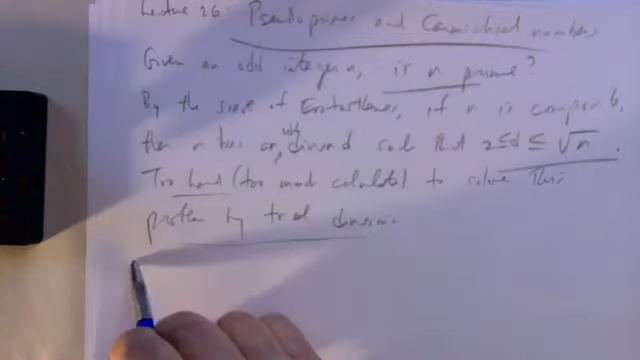 Lecture 26 Pseudoprimes and Carmichael numbers
Given an odd integer n, is n prime?
By the sieve of Eratosthenes, if n is composite,
then n has an odd divisor d such that 2 ≤ d ≤ √n.
Too hard (too much calculation) to solve this
problem by trial division.